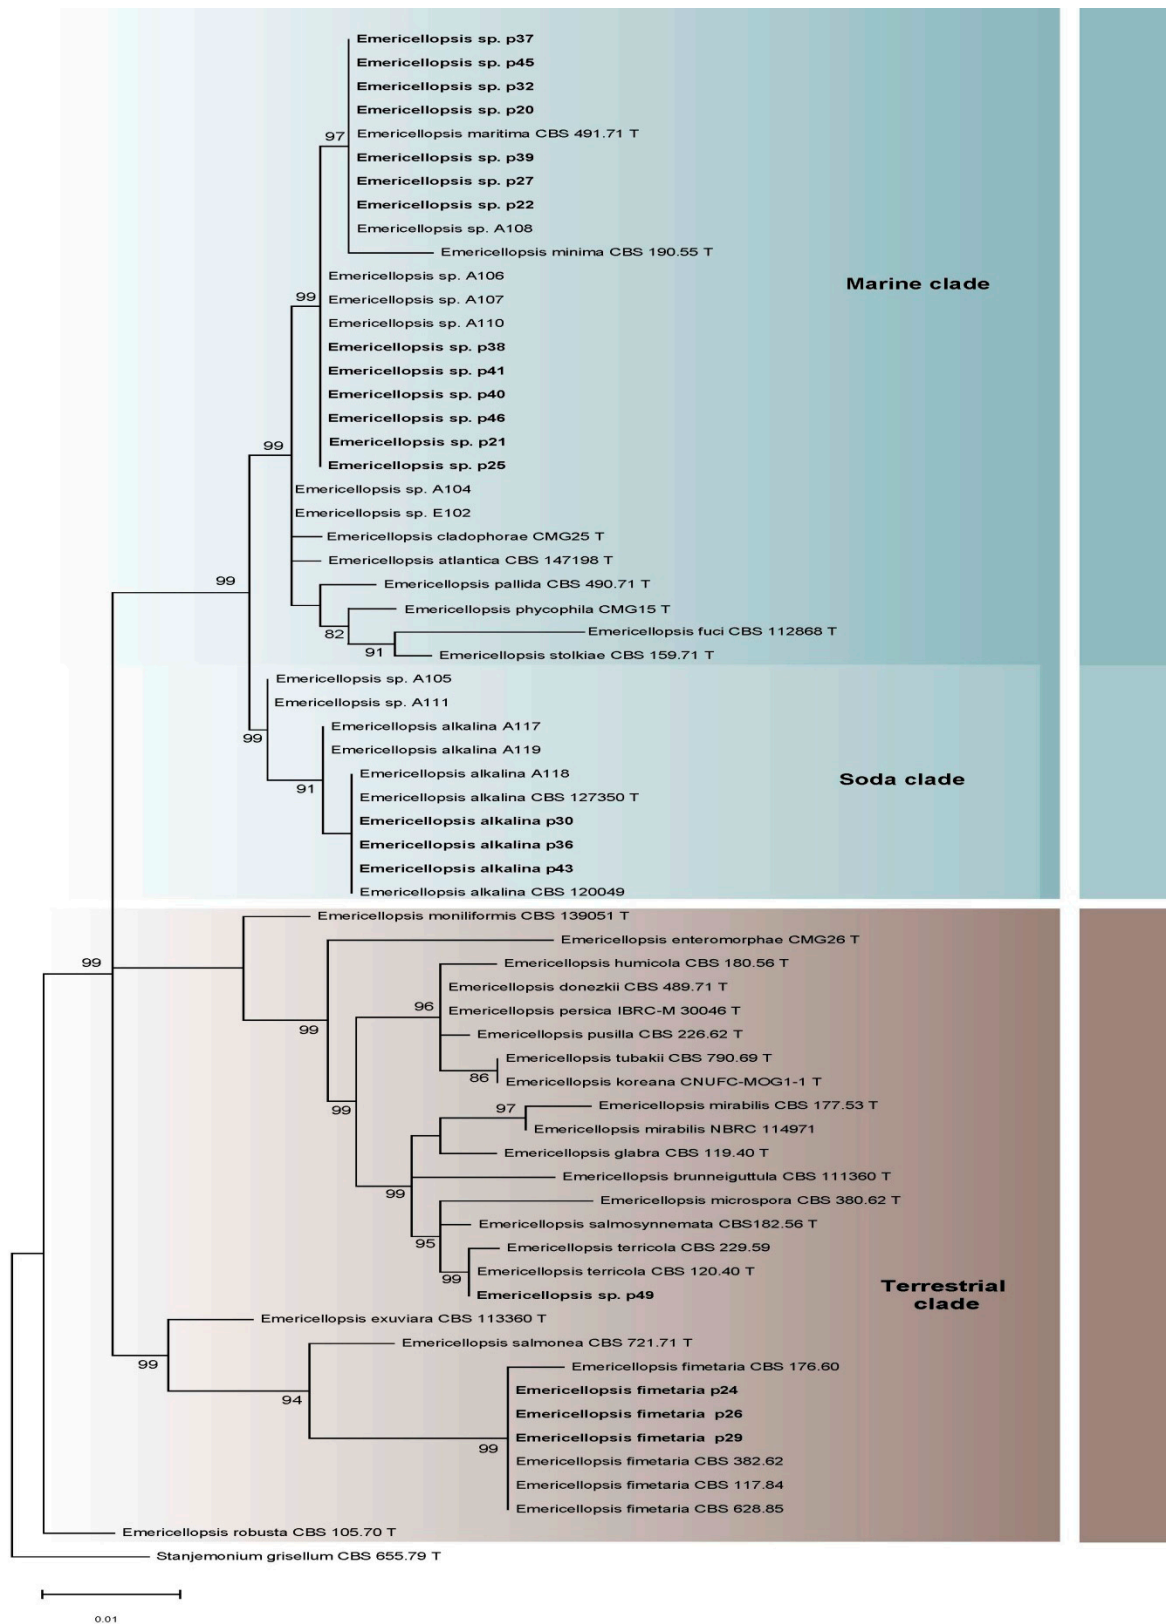 Emericellopsis sp. p37
Emericellopsis sp. p45
Emericellopsis sp. p32
Emericellopsis sp. p20
97
Emericellopsis maritima CBS 491.71 T
Emericellopsis sp. p39
Emericellopsis sp. p27
Emericellopsis sp. p22
Emericellopsis sp. A108
Emericellopsis minima CBS 190.55 T
Emericellopsis sp. A106
Marine clade
99
Emericellopsis sp. A107
Emericellopsis sp. A110
Emericellopsis sp. p38
Emericellopsis sp. p41
Emericellopsis sp. p40
Emericellopsis sp. p46
99
Emericellopsis sp. p21
Emericellopsis sp. p25
Emericellopsis sp. A104
Emericellopsis sp. E102
Emericellopsis cladophorae CMG25 T
Emericellopsis atlantica CBS 147198 T
99
Emericellopsis pallida CBS 490.71 T
Emericellopsis phycophila CMG15 T
82
Emericellopsis fuci CBS 112868 T
91
Emericellopsis stolkiae CBS 159.71 T
Emericellopsis sp. A105
Emericellopsis sp. A111
Emericellopsis alkalina A117
99
Emericellopsis alkalina A119
Emericellopsis alkalina A118
Soda clade
91
Emericellopsis alkalina CBS 127350 T
Emericellopsis alkalina p30
Emericellopsis alkalina p36
Emericellopsis alkalina p43
Emericellopsis alkalina CBS 120049
Emericellopsis moniliformis CBS 139051 T
Emericellopsis enteromorphae CMG26 T
99
Emericellopsis humicola CBS 180.56 T
Emericellopsis donezkii CBS 489.71 T
96
Emericellopsis persica IBRC-M 30046 T
99
Emericellopsis pusilla CBS 226.62 T
Emericellopsis tubakii CBS 790.69 T
86
Emericellopsis koreana CNUFC-MOG1-1 T
97
Emericellopsis mirabilis CBS 177.53 T
99
Emericellopsis mirabilis NBRC 114971
Emericellopsis glabra CBS 119.40 T
Emericellopsis brunneiguttula CBS 111360 T
99
Emericellopsis microspora CBS 380.62 T
Emericellopsis salmosynnemata CBS182.56 T
95
Emericellopsis terricola CBS 229.59
Emericellopsis terricola CBS 120.40 T
99
Terrestrial
clade
Emericellopsis sp. p49
Emericellopsis exuviara CBS 113360 T
Emericellopsis salmonea CBS 721.71 T
99
Emericellopsis fimetaria CBS 176.60
Emericellopsis fimetaria p24
94
Emericellopsis fimetaria p26
Emericellopsis fimetaria p29
99
Emericellopsis fimetaria CBS 382.62
Emericellopsis fimetaria CBS 117.84
Emericellopsis fimetaria CBS 628.85
Emericellopsis robusta CBS 105.70 T
Stanjemonium grisellum CBS 655.79 T
0.01